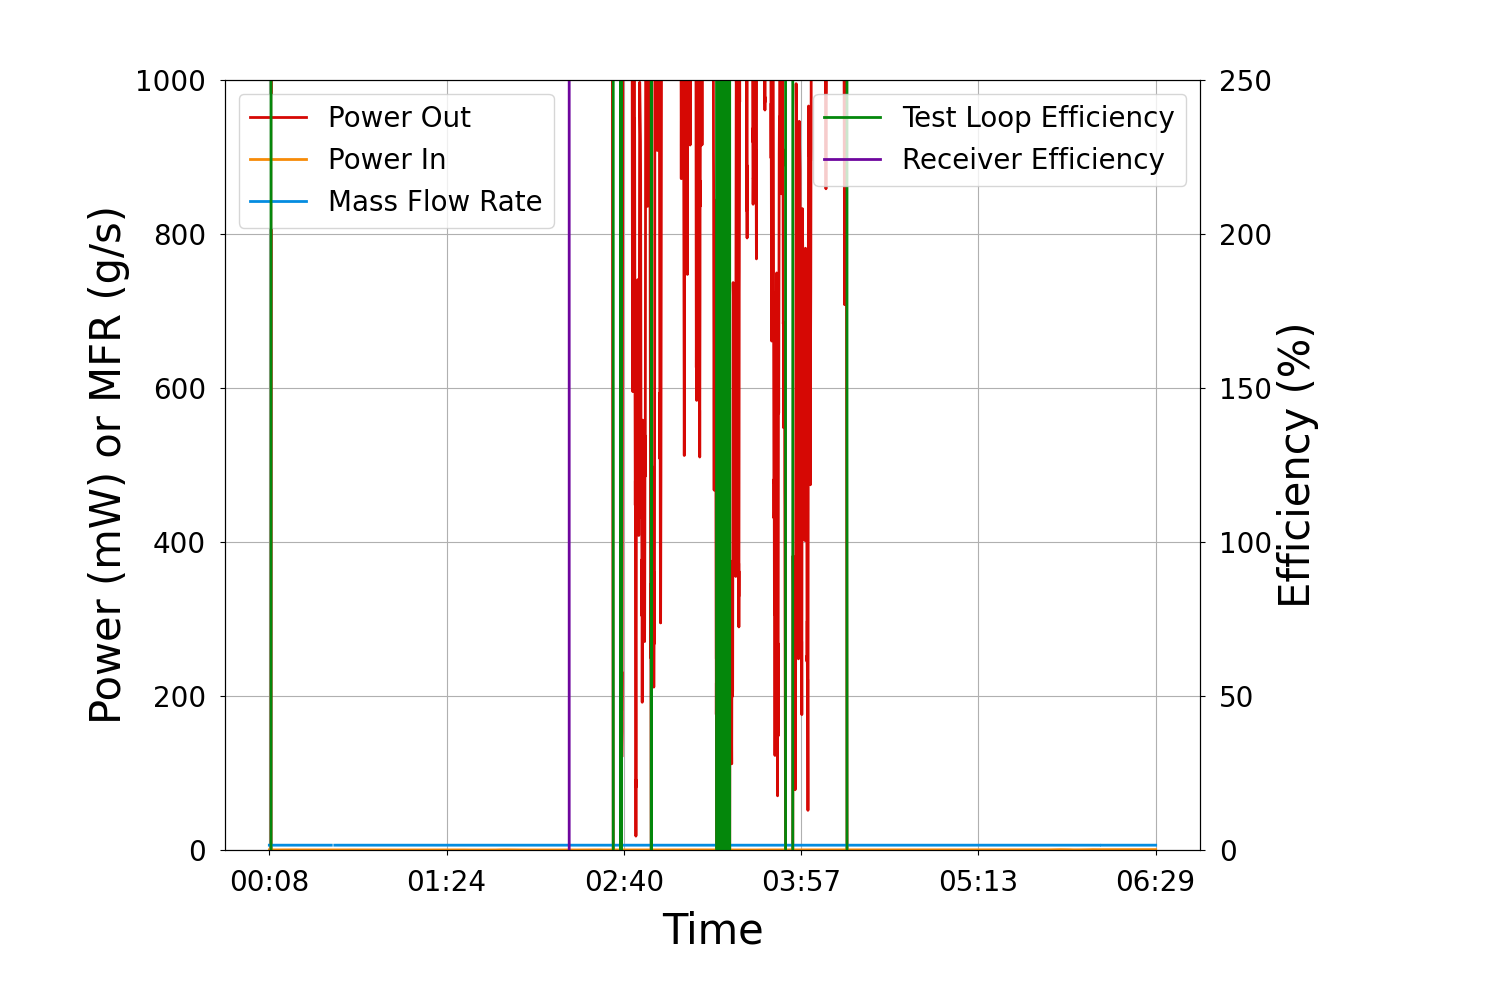 1000
800
600
400
200
0
Power (mW) or MFR (g/s)
Power Out
Power In
Mass Flow Rate
Test Loop Efficiency
Receiver Efficiency
250
200
150
100
50
0
Efficiency (%)
00:08 01:24 02:40 03:57 05:13 06:29
Time